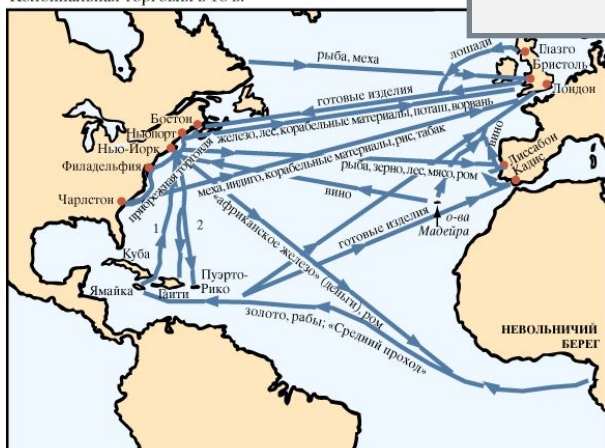 рыба, меха
лошади
Глазго
Бристоль
Лондон
готовые изделия
Бостон
железо, лес, корабельные материалы, поташ, ворвань
Ньюпорт
Нью-Йорк
вино
Филадельфия
прибрежная торговля
меха, индиго, корабельные материалы, рис, табак
рыба, зерно, лес, мясо, ром
Лиссабон
Кадис
Чарлстон
вино
о-ва
Мадейра
1
2
«африканское железо» (деньги), ром
готовые изделия
Куба
Ямайка
Гаити
Пуэрто-
Рико
золото, рабы; «Средний проход»
НЕВОЛЬНИЧИЙ
БЕРЕГ